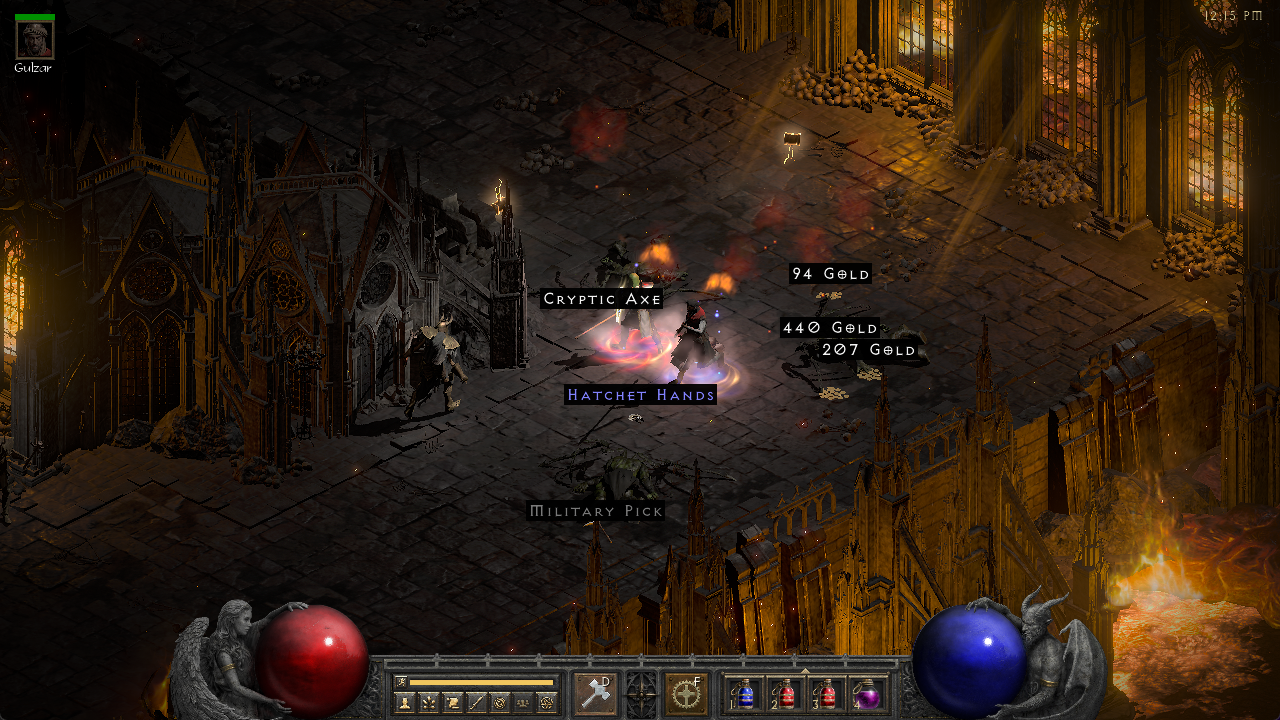 12:15 PM
Gulzar
94 Gold
Cryptic Axe
440 Gold
207 Gold
Hatchet Hands
Military Pick
D
F
1
2
3
4